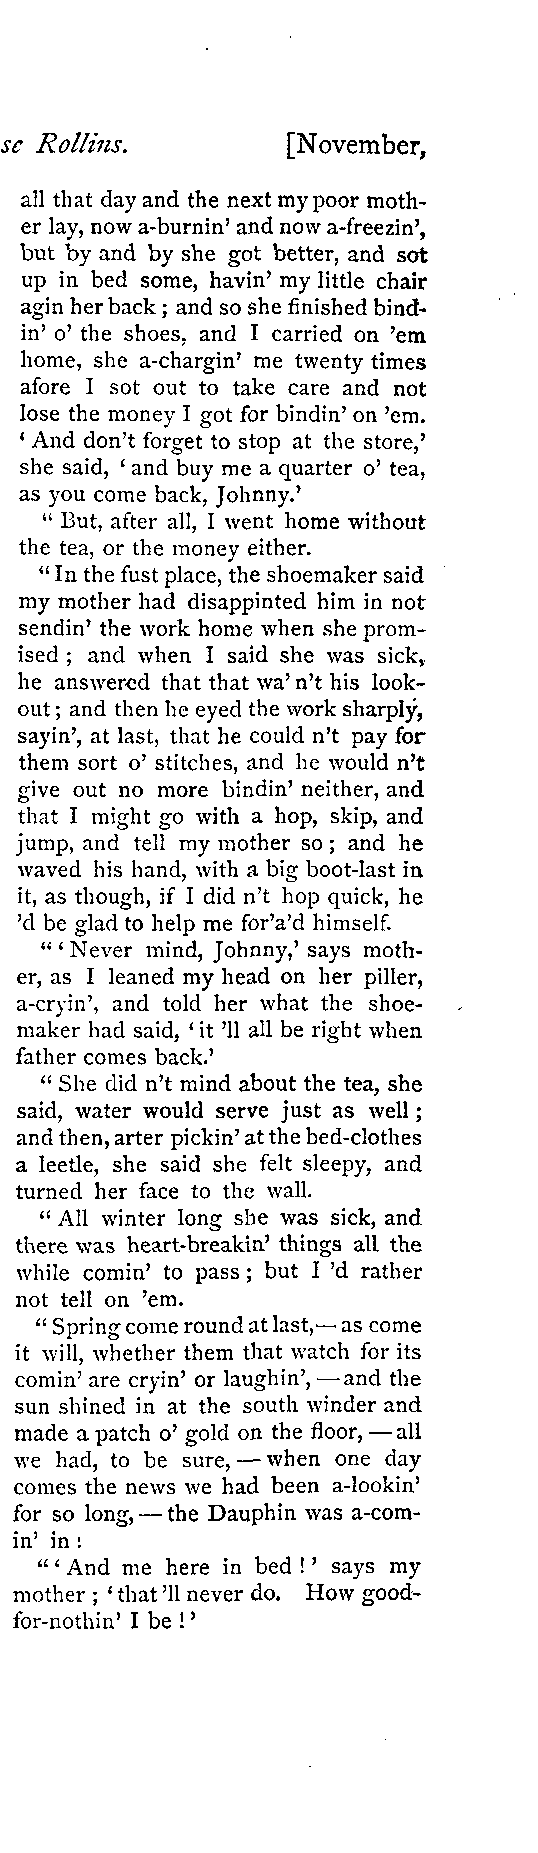 se Rollins. [November,
all that day and the next my poor moth-
er lay, now a-burnin' and now a-freezin',
but by and by she got better, and sot
up in bed some, havin' my little chair
agin her back ; and so she finished bind-
in' o' the shoes, and I carried on 'em
home, she a-chargin' me twenty times
afore I sot out to take care and not
lose the money I got for bindin' on 'em.
‘ And don't forget to stop at the store,’
she said, ‘ and buy me a quarter o' tea,
as you come back, Johnny.’
“ But, after all, I went home without
the tea, or the money either.
“ In the fust place, the shoemaker said
my mother had disappinted him in not
sendin' the work home when she prom-
ised ; and when I said she was sick,
he answered that that wa' n't his look-
out ; and then he eyed the work sharply,
sayin', at last, that he could n't pay for
them sort o' stitches, and he would n't
give out no more bindin' neither, and
that I might go with a hop, skip, and
jump, and tell my mother so ; and he
waved his hand, with a big boot-last in
it, as though, if I did n't hop quick, he
'd be glad to help me for'a'd himself.
“ ‘ Never mind, Johnny,’ says moth-
er, as I leaned my head on her piller,
a-cryin', and told her what the shoe-
maker had said, ‘ it 'll all be right when
father comes back.’
“ She did n't mind about the tea, she
said, water would serve just as well ;
and then, arter pickin' at the bed-clothes
a leetle, she said she felt sleepy, and
turned her face to the wall.
“ All winter long she was sick, and
there was heart-breakin' things all the
while comin' to pass ; but I 'd rather
not tell on 'em.
“ Spring come round at last, — as come
it will, whether them that watch for its
comin' are cryin' or laughin', — and the
sun shined in at the south winder and
made a patch o' gold on the floor, — all
we had, to be sure, — when one day
comes the news we had been a-lookin'
for so long, — the Dauphin was a-com-
in' in :
“ ‘ And me here in bed ! ’ says my
mother ; ‘ that 'll never do. How good-
for-nothin' I be ! ’